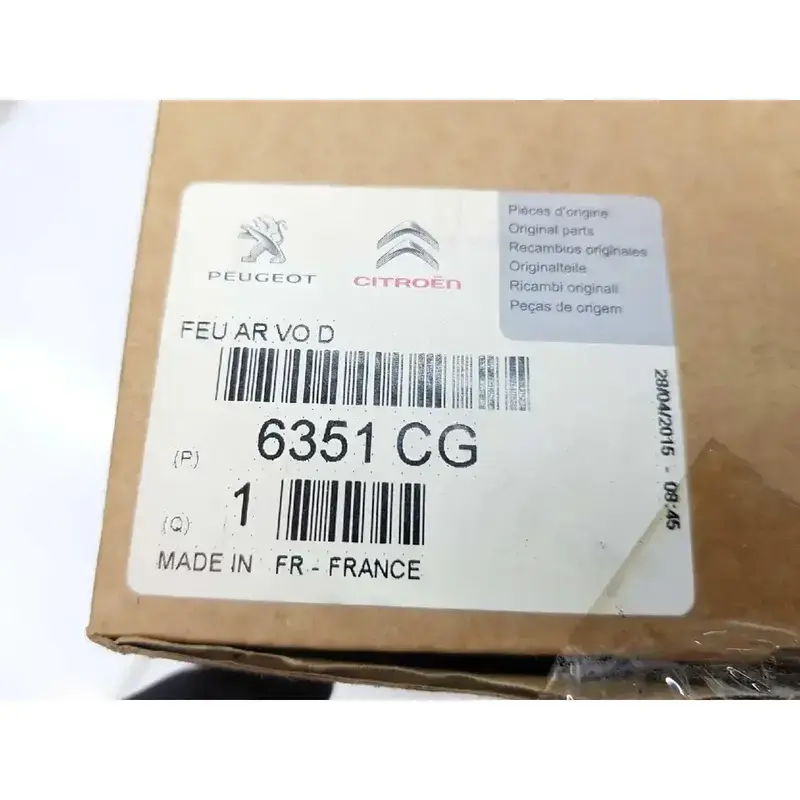 PEUGEOT
CITROËN
Pièces d'origine
Original parts
Recambios originales
Originalteile
Ricambi originali
Peças de origem
FEU AR VO D
(P)
6351 CG
(Q)
1
MADE IN FR - FRANCE
28/04/2015 - 08:45